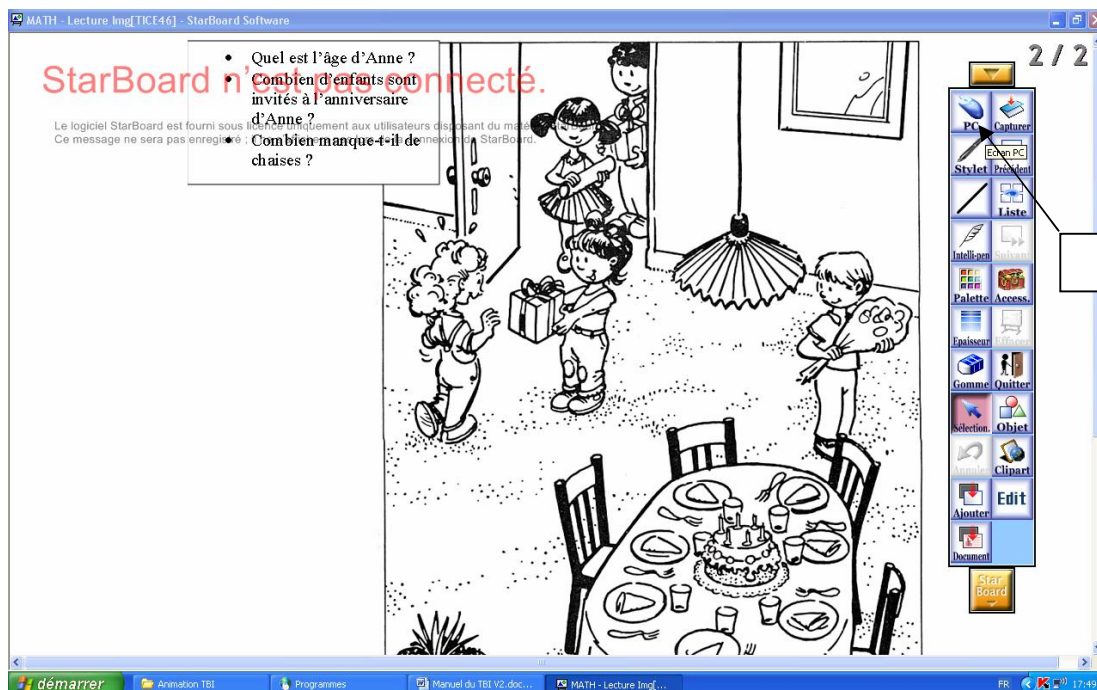 MATH - Lecture Img[TICE46] - StarBoard Software
2 / 2
• Quel est l'âge d'Anne ?
• Combien d'enfants sont
invités à l'anniversaire
d'Anne ?
• Combien manque-t-il de
chaises ?
StarBoard n'est pas connecté.
Le logiciel StarBoard est fourni sous licence uniquement aux utilisateurs disposant du
Ce message ne sera pas enregistré ;
connexion de StarBoard.
PC Capturer
Ecran PC
Stylet Précédent
Liste
Intelli-pen Suivant
Palette Access.
Epaisseur Effacer
Gomme Quitter
Sélection. Objet
Annuler Clipart
Ajouter Edit
Document
Star
Board
démarrer Animation TBI Programmes Manuel du TBI V2.doc... MATH - Lecture Img[... FR 17:49